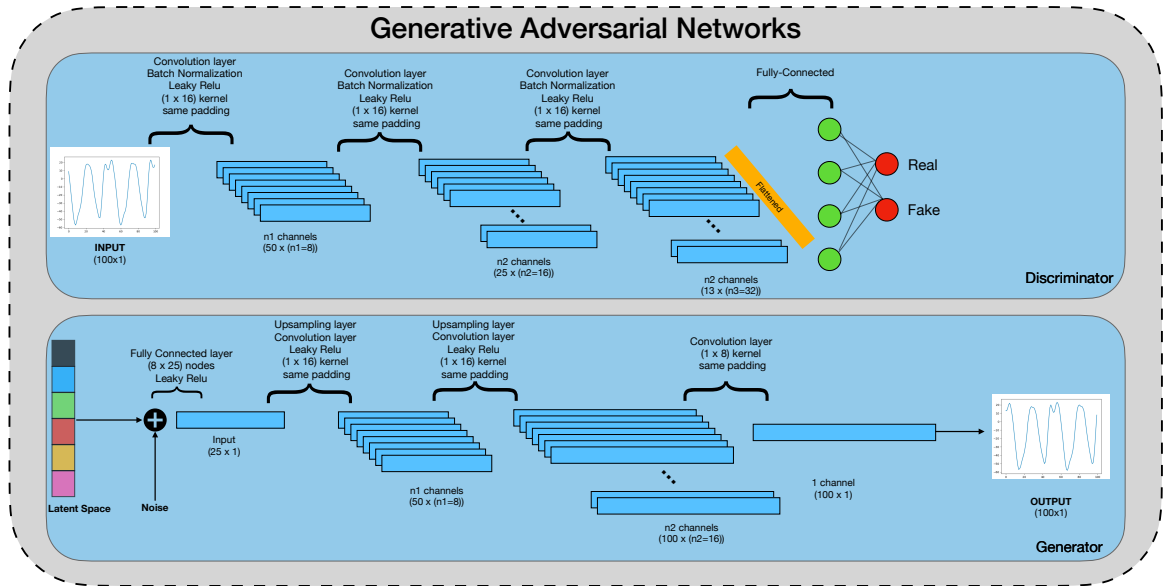 Generative Adversarial Networks
Convolution layer
Batch Normalization
Leaky Relu
(1 x 16) kernel
same padding
Convolution layer
Batch Normalization
Leaky Relu
(1 x 16) kernel
same padding
Convolution layer
Batch Normalization
Leaky Relu
(1 x 16) kernel
same padding
Fully-Connected
INPUT
(100x1)
n1 channels
(50 x (n1=8))
n2 channels
(25 x (n2=16))
n2 channels
(13 x (n3=32))
Flattened
Real
Fake
Discriminator
Latent Space
Noise
Fully Connected layer
(8 x 25) nodes
Leaky Relu
Input
(25 x 1)
Upsampling layer
Convolution layer
Leaky Relu
(1 x 16) kernel
same padding
n1 channels
(50 x (n1=8))
Upsampling layer
Convolution layer
Leaky Relu
(1 x 16) kernel
same padding
n2 channels
(100 x (n2=16))
Convolution layer
(1 x 8) kernel
same padding
1 channel
(100 x 1)
OUTPUT
(100x1)
Generator